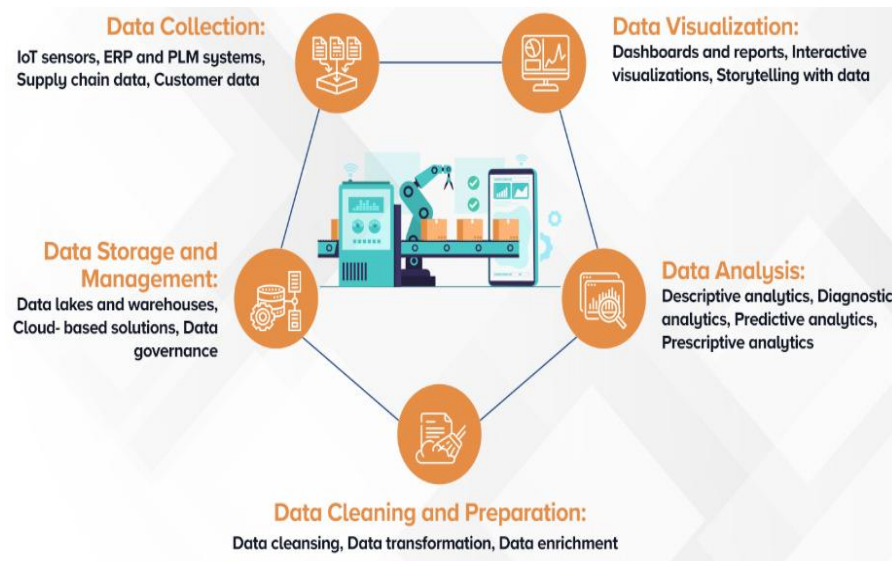 Data Collection:
IoT sensors, ERP and PLM systems,
Supply chain data, Customer data
Data Visualization:
Dashboards and reports, Interactive
visualizations, Storytelling with data
Data Storage and
Management:
Data lakes and warehouses,
Cloud- based solutions, Data
governance
Data Analysis:
Descriptive analytics, Diagnostic
analytics, Predictive analytics,
Prescriptive analytics
Data Cleaning and Preparation:
Data cleansing, Data transformation, Data enrichment